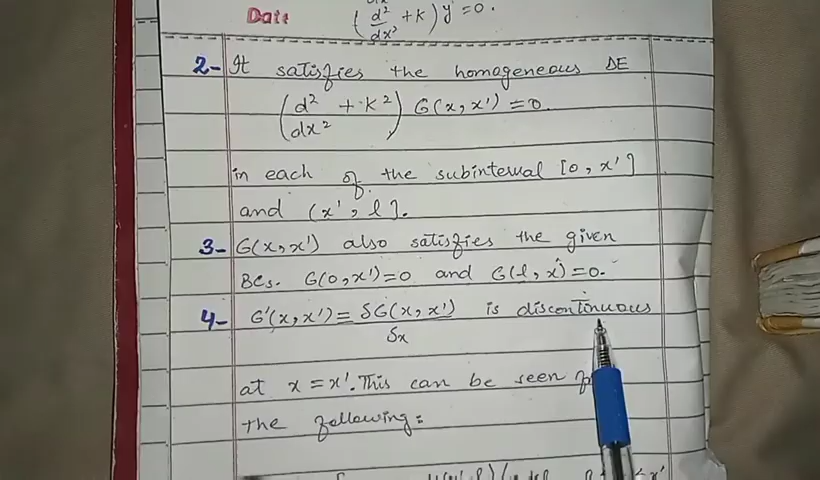 Date
(d²/dx² + k) y = 0.
2- It satisfies the homogeneous DE
(d²/dx² + k²) G(x, x') = 0.
in each of the subinterval [0, x']
and (x', l].
3- G(x, x') also satisfies the given
BCs. G(0, x') = 0 and G(l, x') = 0.
4- G'(x, x') = δG(x, x')/δx is discontinuous
at x = x'. This can be seen
the following: